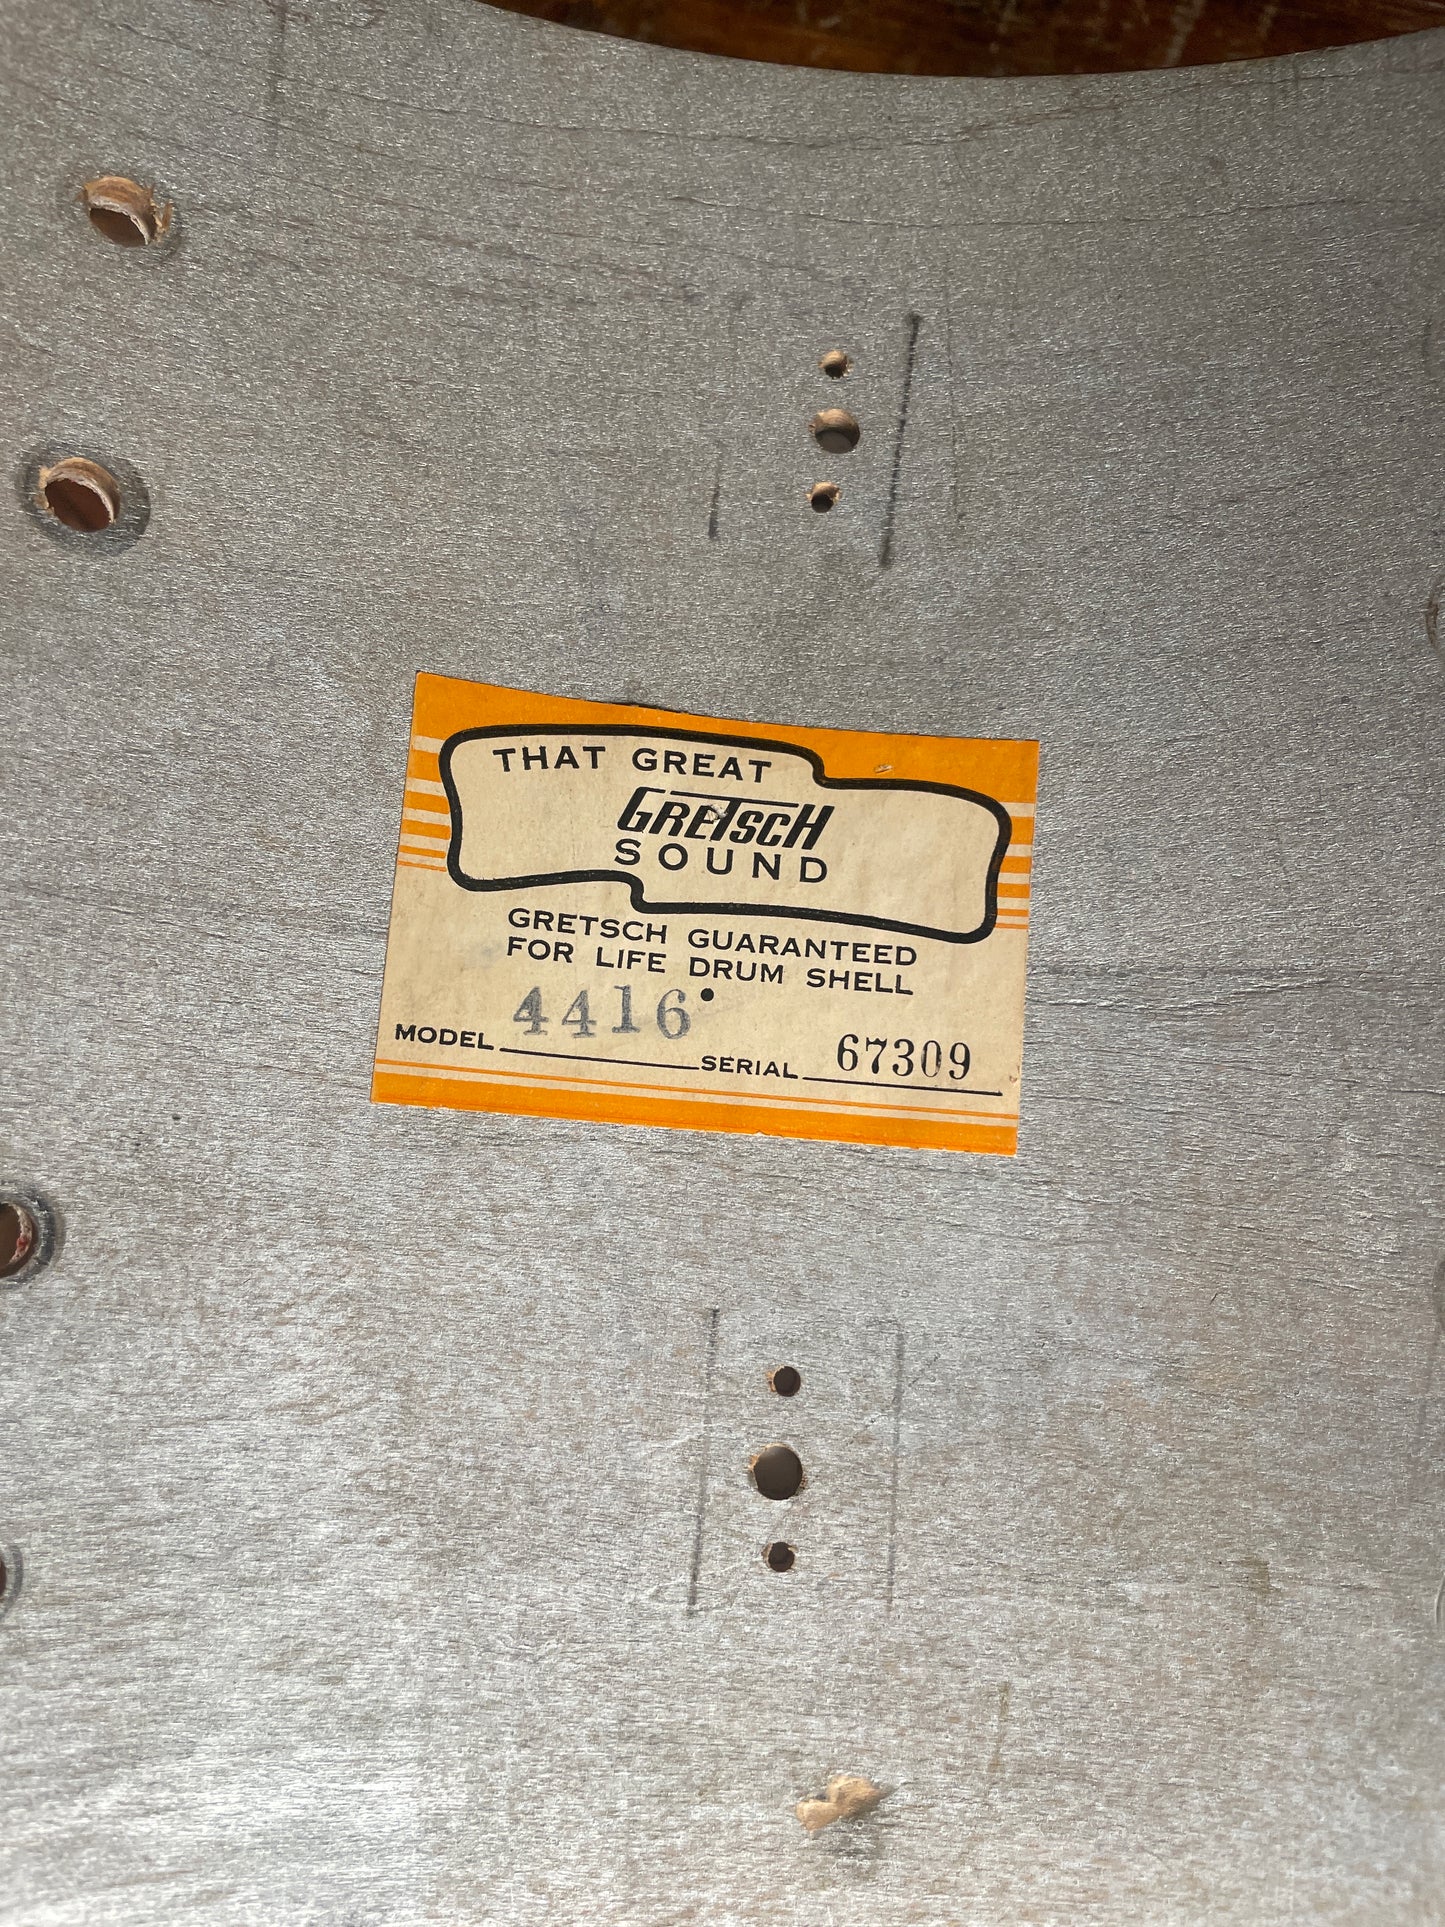 THAT GREAT
GRETSCH
SOUND
GRETSCH GUARANTEED
FOR LIFE DRUM SHELL
MODEL 4416 SERIAL 67309